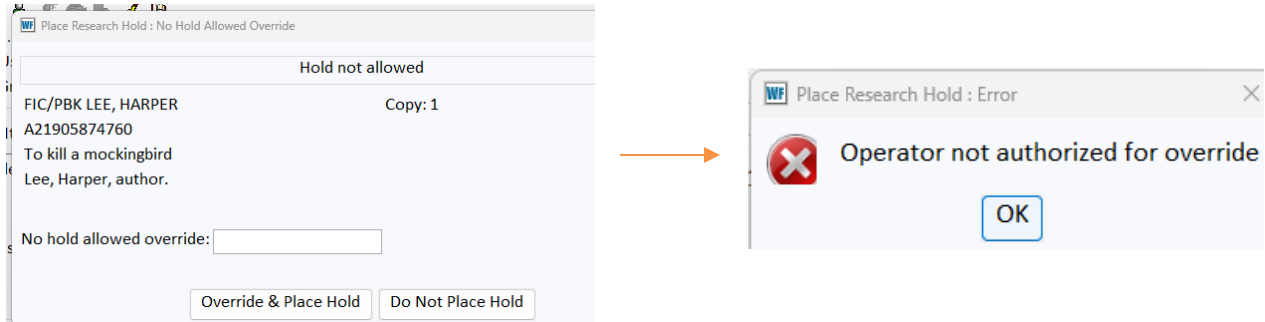 WF Place Research Hold : No Hold Allowed Override
Hold not allowed
FIC/PBK LEE, HARPER Copy: 1
A21905874760
To kill a mockingbird
Lee, Harper, author.
No hold allowed override:
Override & Place Hold Do Not Place Hold
WF Place Research Hold : Error
Operator not authorized for override
OK